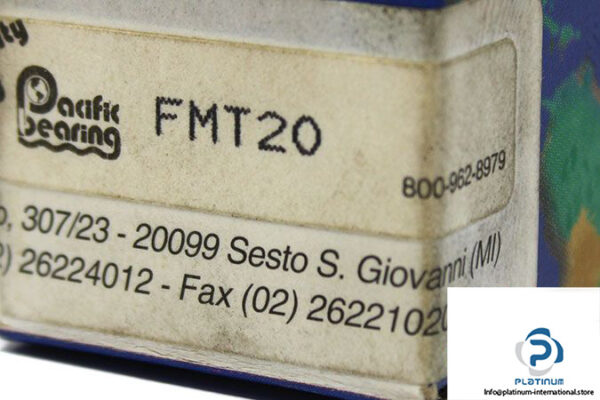 Pacific
bearing
FMT20
800-962-8979
307/23 - 20099 Sesto S. Giovanni (MI)
26224012 - Fax (02) 2622102
PLATINUM
Info@platinum-international.store